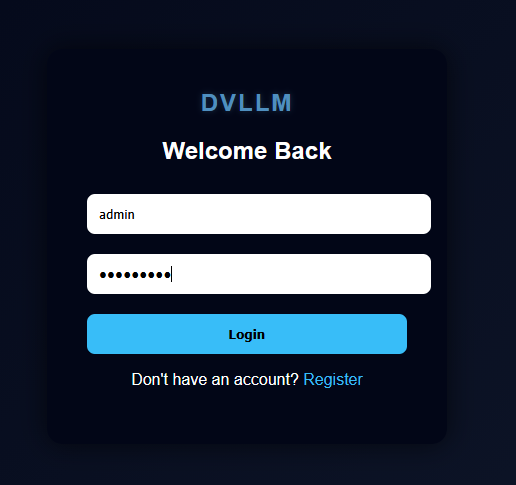 DVLLM
Welcome Back
admin
•••••••••
Login
Don't have an account? Register